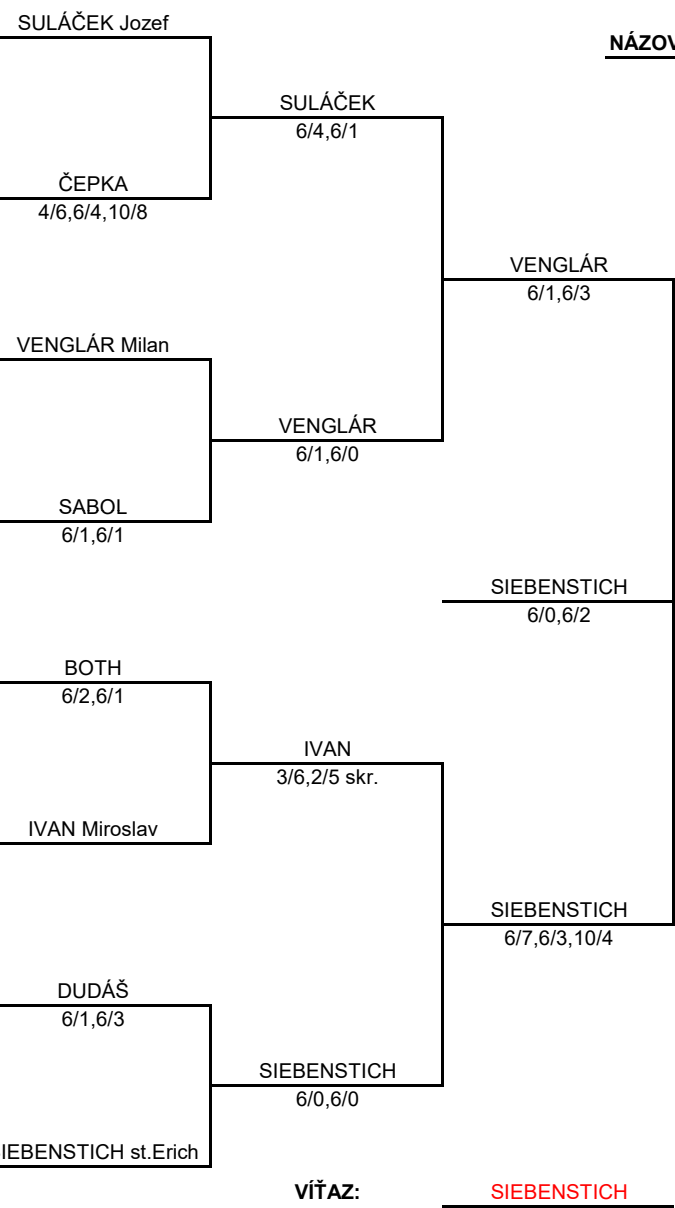 SULÁČEK Jozef
NÁZOV
SULÁČEK
6/4,6/1
ČEPKA
4/6,6/4,10/8
VENGLÁR
6/1,6/3
VENGLÁR Milan
VENGLÁR
6/1,6/0
SABOL
6/1,6/1
SIEBENSTICH
6/0,6/2
BOTH
6/2,6/1
IVAN
3/6,2/5 skr.
IVAN Miroslav
SIEBENSTICH
6/7,6/3,10/4
DUDÁŠ
6/1,6/3
SIEBENSTICH
6/0,6/0
IEBENSTICH st.Erich
VÍŤAZ: SIEBENSTICH